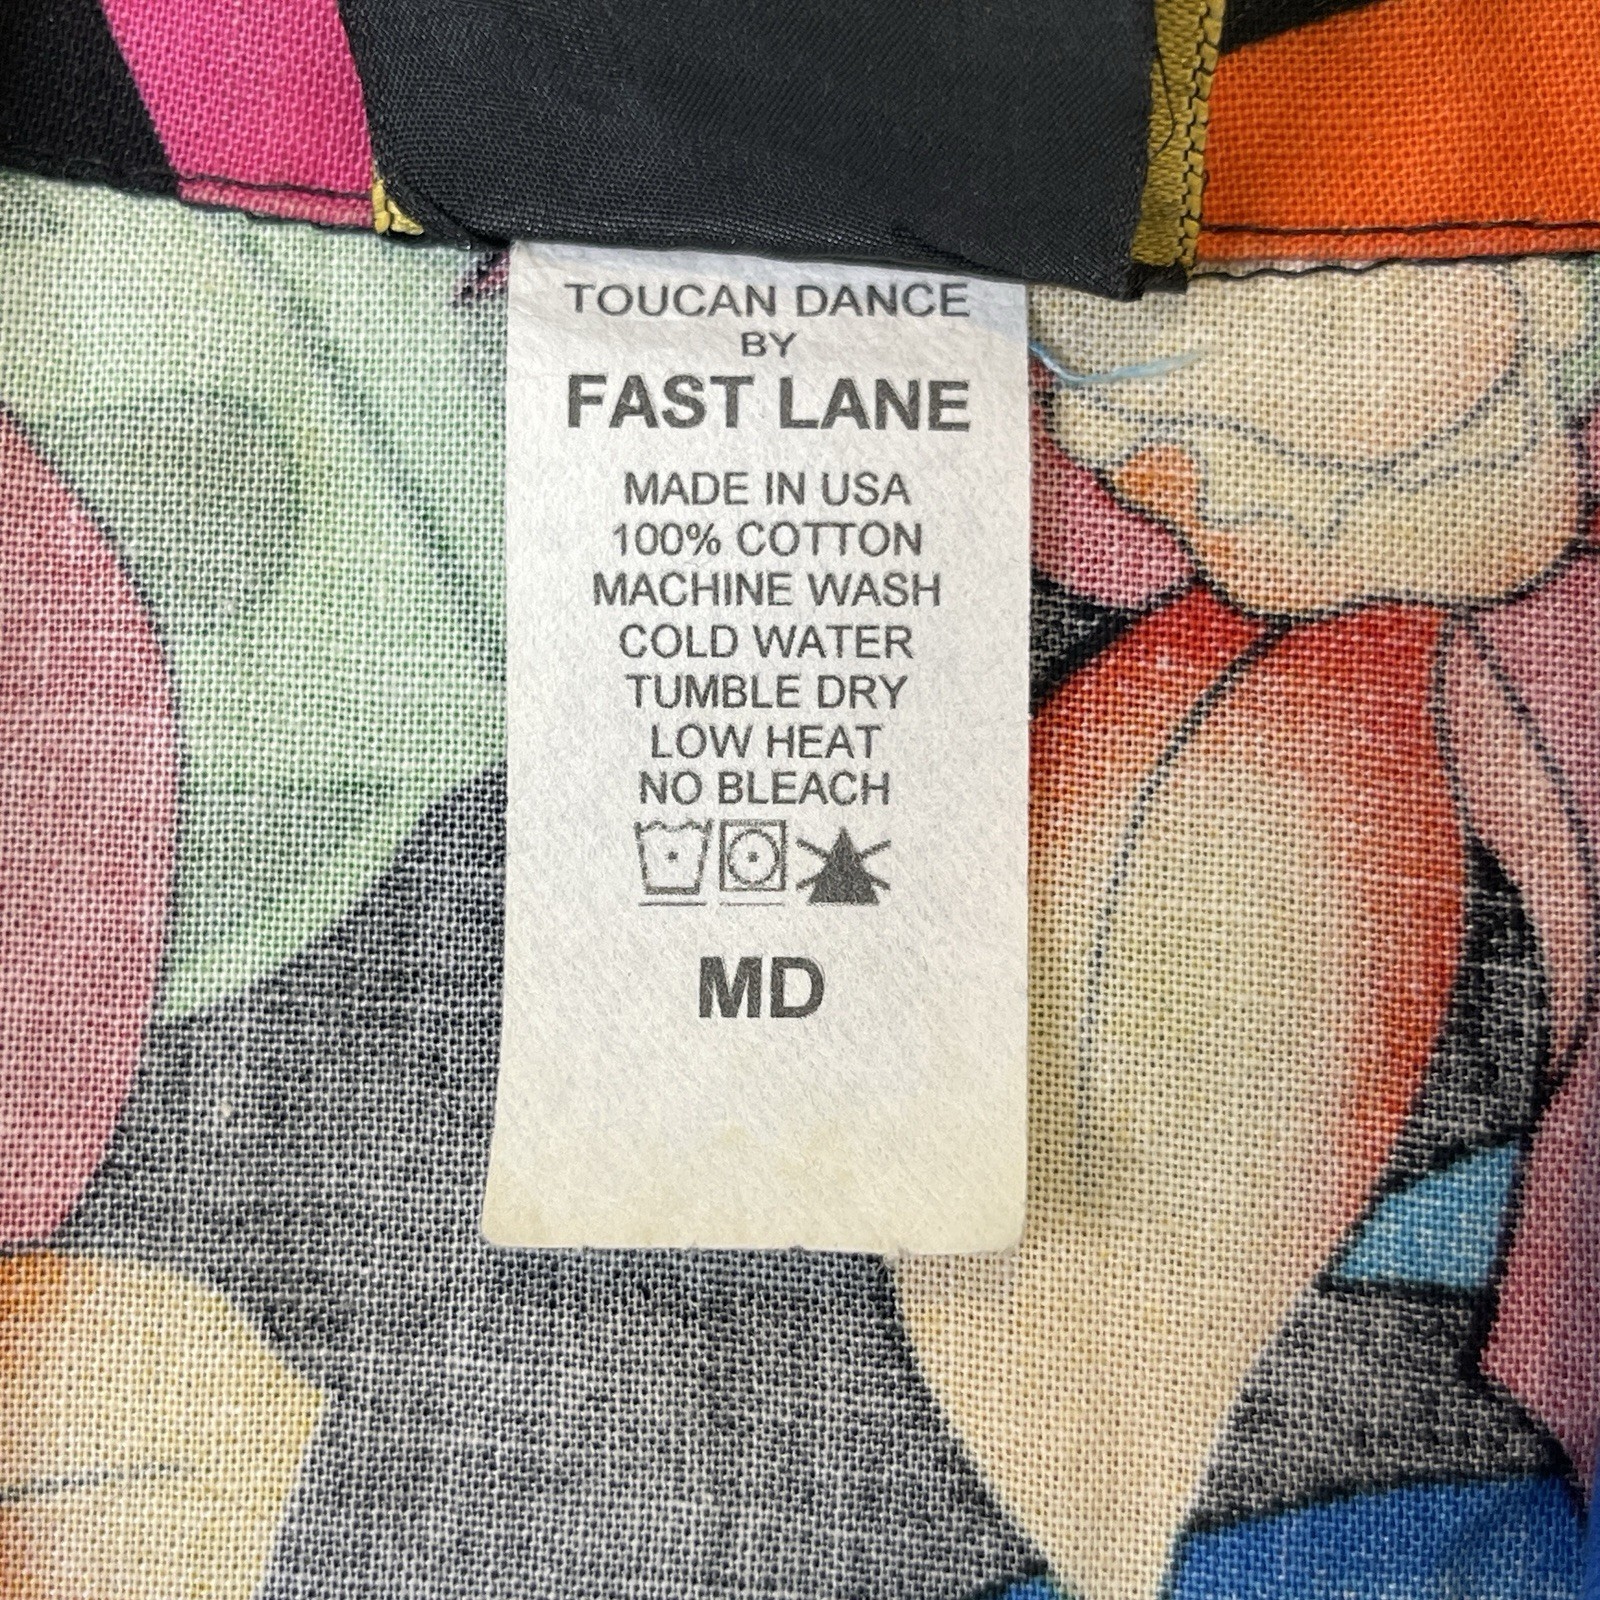 TOUCAN DANCE
BY
FAST LANE
MADE IN USA
100% COTTON
MACHINE WASH
COLD WATER
TUMBLE DRY
LOW HEAT
NO BLEACH
MD